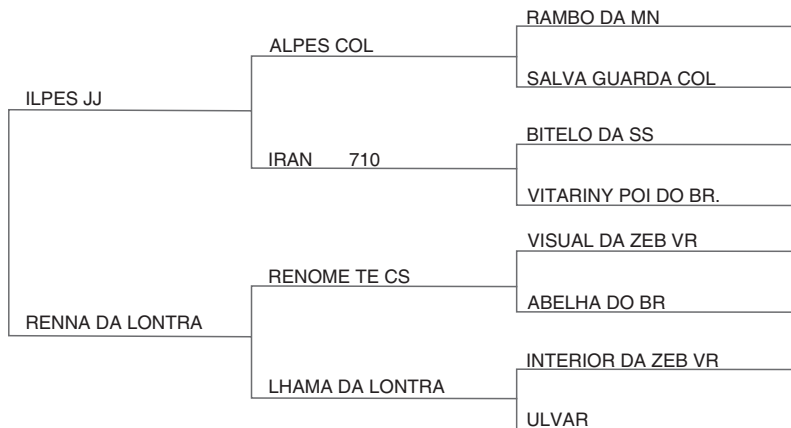 RAMBO DA MN
ALPES COL
SALVA GUARDA COL
ILPES JJ
BITELO DA SS
IRAN 710
VITARINY POI DO BR.
VISUAL DA ZEB VR
RENOME TE CS
ABELHA DO BR
RENNA DA LONTRA
INTERIOR DA ZEB VR
LHAMA DA LONTRA
ULVAR